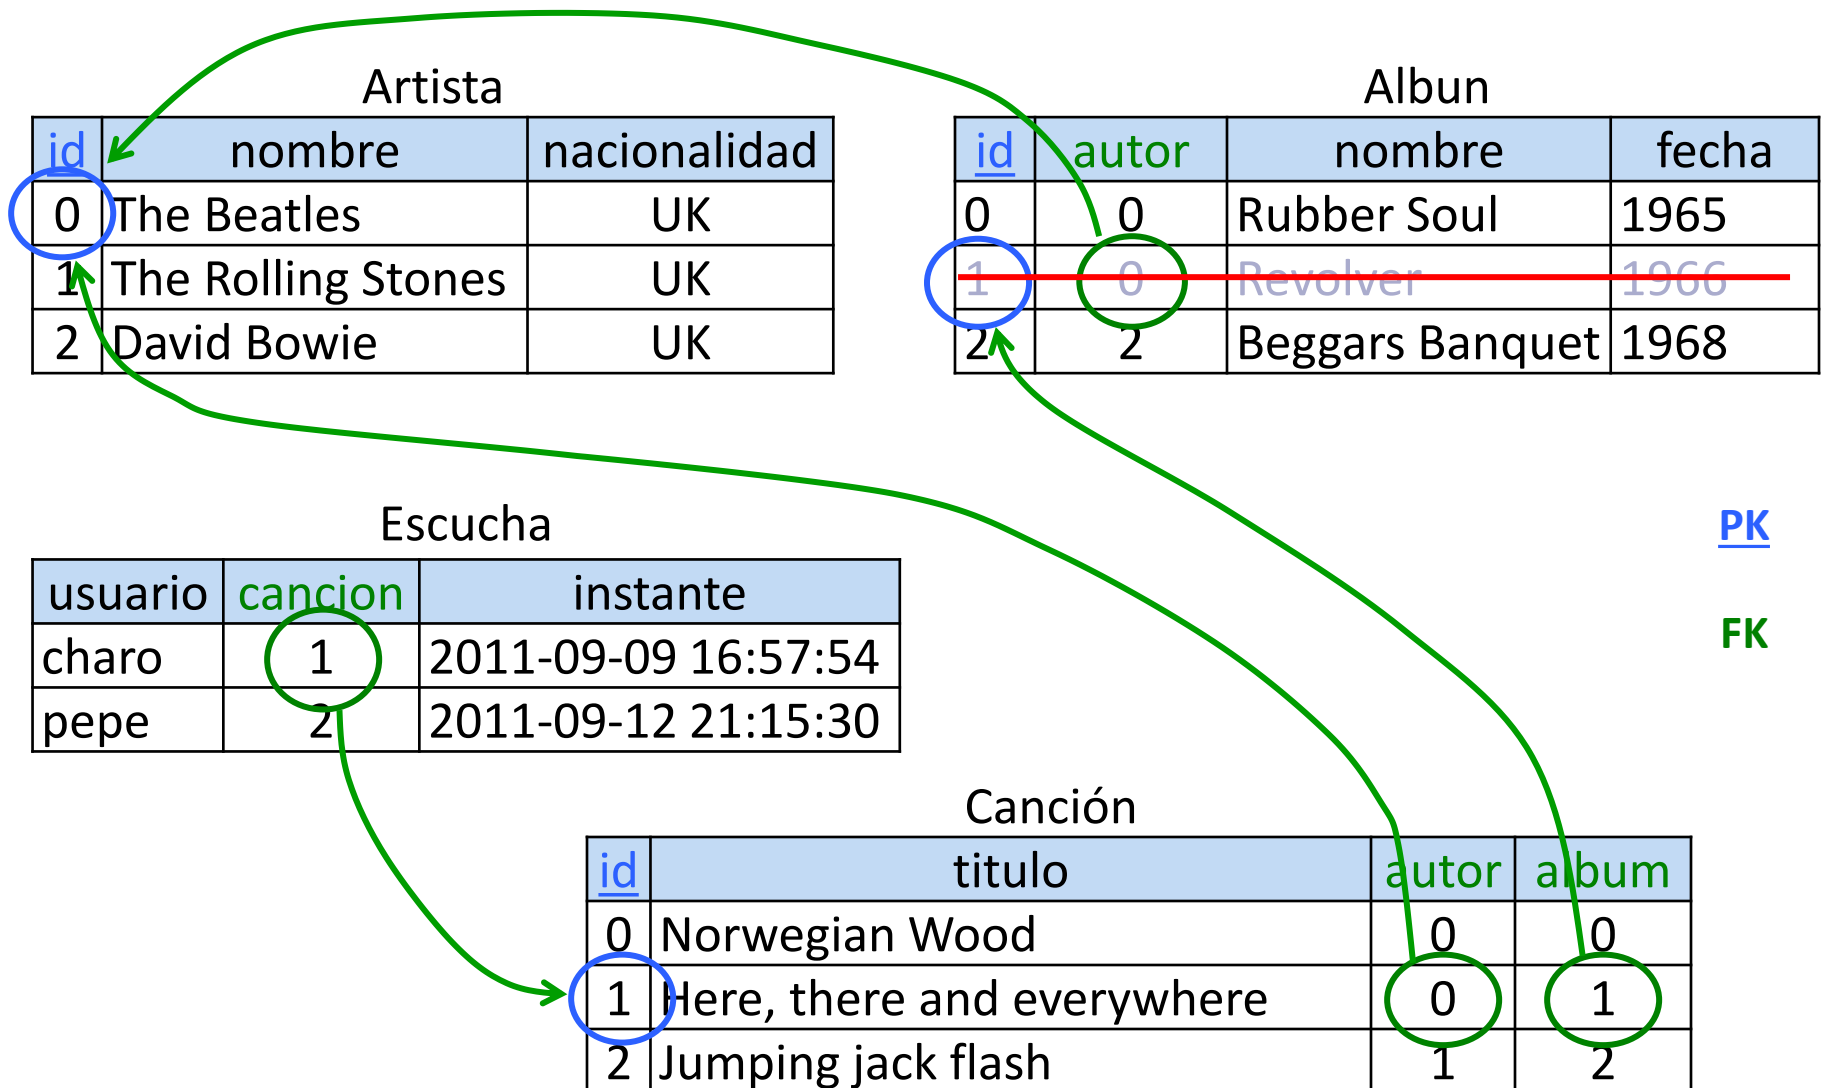 Artista
id nombre nacionalidad
0 The Beatles UK
1 The Rolling Stones UK
2 David Bowie UK
Albun
id autor nombre fecha
0 0 Rubber Soul 1965
1 0 Revolver 1966
2 2 Beggars Banquet 1968
Escucha
usuario cancion instante
charo 1 2011-09-09 16:57:54
pepe 2 2011-09-12 21:15:30
PK
FK
Canción
id titulo autor album
0 Norwegian Wood 0 0
1 Here, there and everywhere 0 1
2 Jumping jack flash 1 2